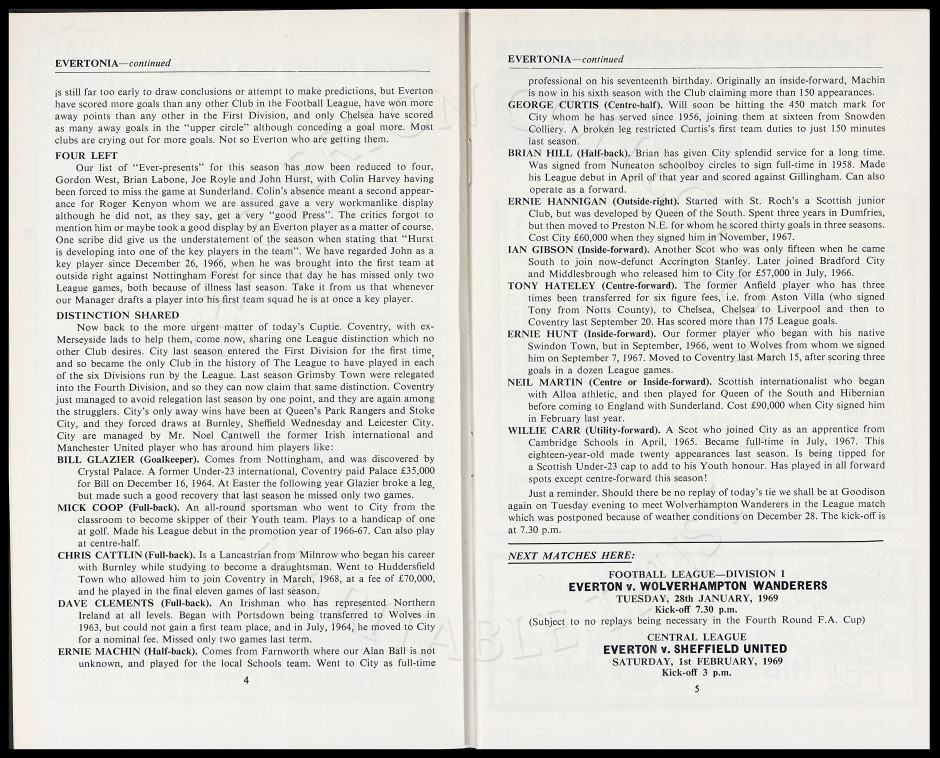 EVERTONIA—continued
is still far too early to draw conclusions or attempt to make predictions, but Everton
have scored more goals than any other Club in the Football League, have won more
away points than any other in the First Division, and only Chelsea have scored
as many away goals in the "upper circle" although conceding a goal more. Most
clubs are crying out for more goals. Not so Everton who are getting them.
FOUR LEFT
Our list of "Ever-presents" for this season has now been reduced to four,
Gordon West, Brian Labone, Joe Royle and John Hurst, with Colin Harvey having
been forced to miss the game at Sunderland. Colin's absence meant a second appear-
ance for Roger Kenyon whom we are assured gave a very workmanlike display
although he did not, as they say, get a very "good Press". The critics forgot to
mention him or maybe took a good display by an Everton player as a matter of course.
One scribe did give us the understatement of the season when stating that "Hurst
is developing into one of the key players in the team". We have regarded John as a
key player since December 26, 1966, when he was brought into the first team at
outside right against Nottingham Forest for since that day he has missed only two
League games, both because of illness last season. Take it from us that whenever
our Manager drafts a player into his first team squad he is at once a key player.
DISTINCTION SHARED
Now back to the more urgent matter of today's Cuptie. Coventry, with ex-
Merseyside lads to help them, come now, sharing one League distinction which no
other Club desires. City last season entered the First Division for the first time,
and so became the only Club in the history of The League to have played in each
of the six Divisions run by the League. Last season Grimsby Town were relegated
into the Fourth Division, and so they can now claim that same distinction. Coventry
just managed to avoid relegation last season by one point, and they are again among
the strugglers. City's only away wins have been at Queen's Park Rangers and Stoke
City, and they forced draws at Burnley, Sheffield Wednesday and Leicester City.
City are managed by Mr. Noel Cantwell the former Irish international and
Manchester United player who has around him players like:
BILL GLAZIER (Goalkeeper). Comes from Nottingham, and was discovered by
Crystal Palace. A former Under-23 international, Coventry paid Palace £35,000
for Bill on December 16, 1964. At Easter the following year Glazier broke a leg,
but made such a good recovery that last season he missed only two games.
MICK COOP (Full-back). An all-round sportsman who went to City from the
classroom to become skipper of their Youth team. Plays to a handicap of one
at golf. Made his League debut in the promotion year of 1966-67. Can also play
at centre-half.
CHRIS CATTLIN (Full-back). Is a Lancastrian from Milnrow who began his career
with Burnley while studying to become a draughtsman. Went to Huddersfield
Town who allowed him to join Coventry in March, 1968, at a fee of £70,000,
and he played in the final eleven games of last season.
DAVE CLEMENTS (Full-back). An Irishman who has represented Northern
Ireland at all levels. Began with Portsdown being transferred to Wolves in
1963, but could not gain a first team place, and in July, 1964, he moved to City
for a nominal fee. Missed only two games last term.
ERNIE MACHIN (Half-back). Comes from Farnworth where our Alan Ball is not
unknown, and played for the local Schools team. Went to City as full-time
4
EVERTONIA—continued
professional on his seventeenth birthday. Originally an inside-forward, Machin
is now in his sixth season with the Club claiming more than 150 appearances.
GEORGE CURTIS (Centre-half). Will soon be hitting the 450 match mark for
City whom he has served since 1956, joining them at sixteen from Snowden
Colliery. A broken leg restricted Curtis's first team duties to just 150 minutes
last season.
BRIAN HILL (Half-back). Brian has given City splendid service for a long time.
Was signed from Nuneaton schoolboy circles to sign full-time in 1958. Made
his League debut in April of that year and scored against Gillingham. Can also
operate as a forward.
ERNIE HANNIGAN (Outside-right). Started with St. Roch's a Scottish junior
Club, but was developed by Queen of the South. Spent three years in Dumfries,
but then moved to Preston N.E. for whom he scored thirty goals in three seasons.
Cost City £60,000 when they signed him in November, 1967.
IAN GIBSON (Inside-forward). Another Scot who was only fifteen when he came
South to join now-defunct Accrington Stanley. Later joined Bradford City
and Middlesbrough who released him to City for £57,000 in July, 1966.
TONY HATELEY (Centre-forward). The former Anfield player who has three
times been transferred for six figure fees, i.e. from Aston Villa (who signed
Tony from Notts County), to Chelsea, Chelsea to Liverpool and then to
Coventry last September 20. Has scored more than 175 League goals.
ERNIE HUNT (Inside-forward). Our former player who began with his native
Swindon Town, but in September, 1966, went to Wolves from whom we signed
him on September 7, 1967. Moved to Coventry last March 15, after scoring three
goals in a dozen League games.
NEIL MARTIN (Centre or Inside-forward). Scottish internationalist who began
with Alloa athletic, and then played for Queen of the South and Hibernian
before coming to England with Sunderland. Cost £90,000 when City signed him
in February last year.
WILLIE CARR (Utility-forward). A Scot who joined City as an apprentice from
Cambridge Schools in April, 1965. Became full-time in July, 1967. This
eighteen-year-old made twenty appearances last season. Is being tipped for
a Scottish Under-23 cap to add to his Youth honour. Has played in all forward
spots except centre-forward this season!
Just a reminder. Should there be no replay of today's tie we shall be at Goodison
again on Tuesday evening to meet Wolverhampton Wanderers in the League match
which was postponed because of weather conditions on December 28. The kick-off is
at 7.30 p.m.
NEXT MATCHES HERE:
FOOTBALL LEAGUE—DIVISION I
EVERTON v. WOLVERHAMPTON WANDERERS
TUESDAY, 28th JANUARY, 1969
Kick-off 7.30 p.m.
(Subject to no replays being necessary in the Fourth Round F.A. Cup)
CENTRAL LEAGUE
EVERTON v. SHEFFIELD UNITED
SATURDAY, 1st FEBRUARY, 1969
Kick-off 3 p.m.
5